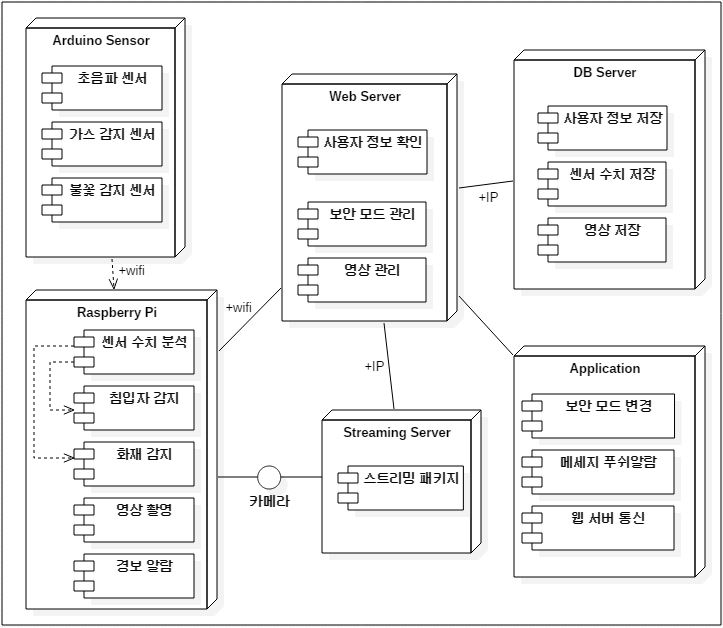 Arduino Sensor
초음파 센서
가스 감지 센서
불꽃 감지 센서
+wifi
Raspberry Pi
센서 수치 분석
침입자 감지
화재 감지
영상 촬영
경보 알람
+wifi
카메라
Web Server
사용자 정보 확인
보안 모드 관리
영상 관리
+IP
Streaming Server
스트리밍 패키지
+IP
DB Server
사용자 정보 저장
센서 수치 저장
영상 저장
Application
보안 모드 변경
메세지 푸쉬알람
웹 서버 통신